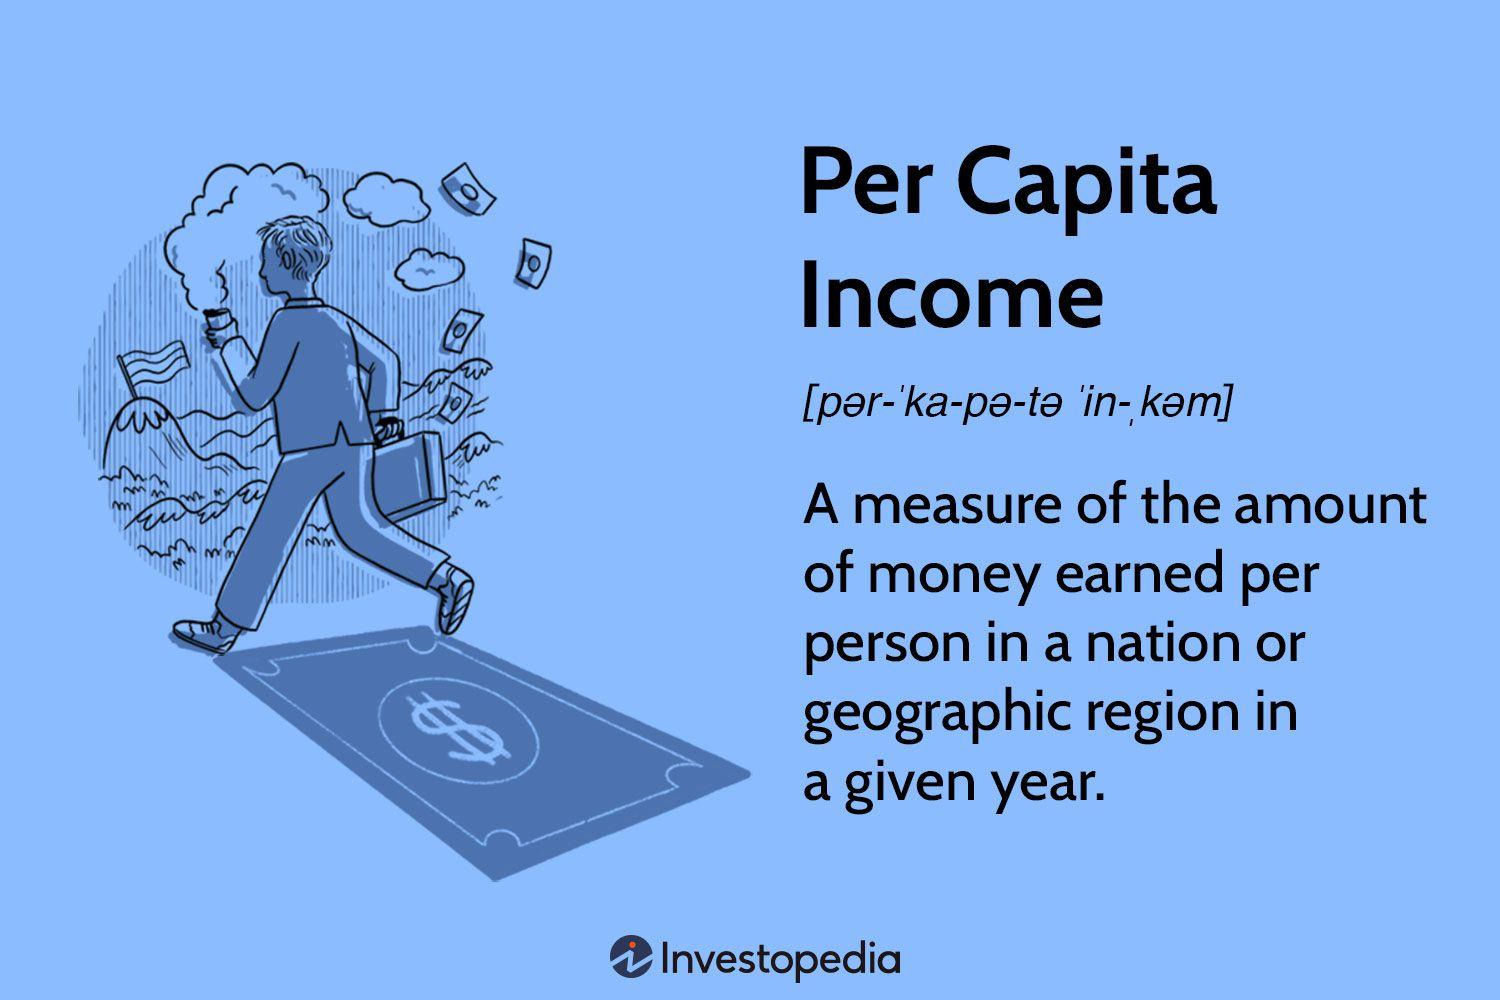 Per Capita
Income
[pər-ˈka-pə-tə ˈin-ˌkəm]
A measure of the amount
of money earned per
person in a nation or
geographic region in
a given year.
$
Investopedia